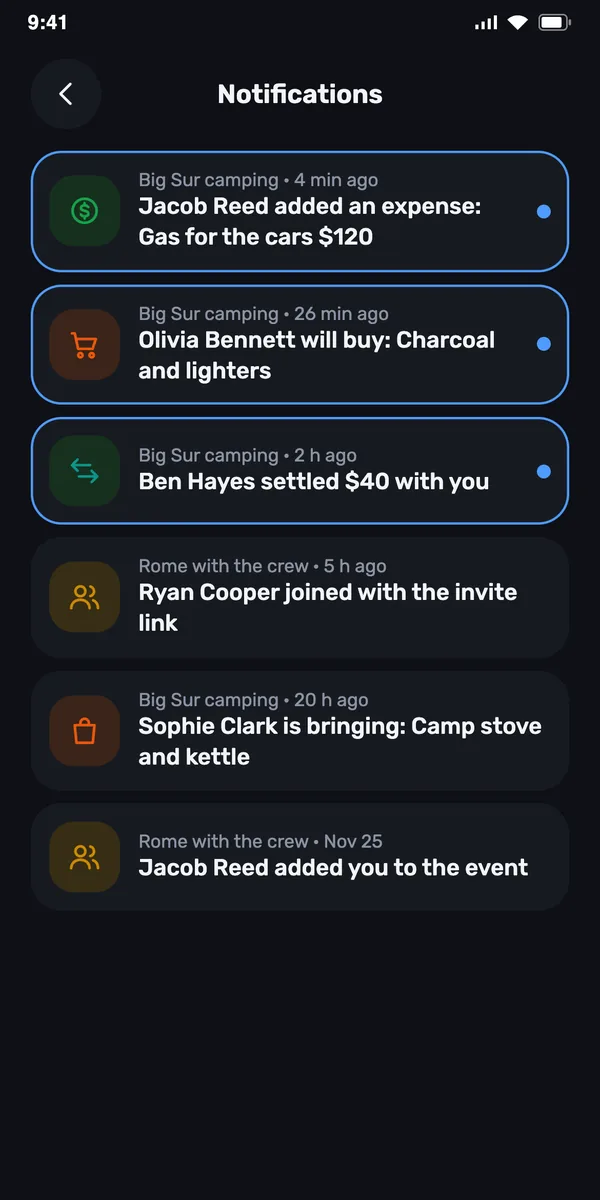 9:41
Notifications
Big Sur camping • 4 min ago
Jacob Reed added an expense:
Gas for the cars $120
Big Sur camping • 26 min ago
Olivia Bennett will buy: Charcoal
and lighters
Big Sur camping • 2 h ago
Ben Hayes settled $40 with you
Rome with the crew • 5 h ago
Ryan Cooper joined with the invite
link
Big Sur camping • 20 h ago
Sophie Clark is bringing: Camp stove
and kettle
Rome with the crew • Nov 25
Jacob Reed added you to the event